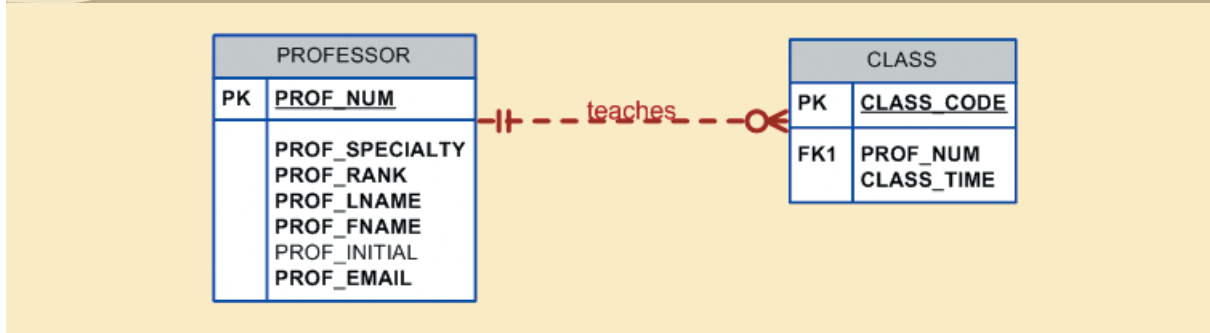 PROFESSOR
PK PROF_NUM
PROF_SPECIALTY
PROF_RANK
PROF_LNAME
PROF_FNAME
PROF_INITIAL
PROF_EMAIL
teaches
CLASS
PK CLASS_CODE
FK1 PROF_NUM
CLASS_TIME